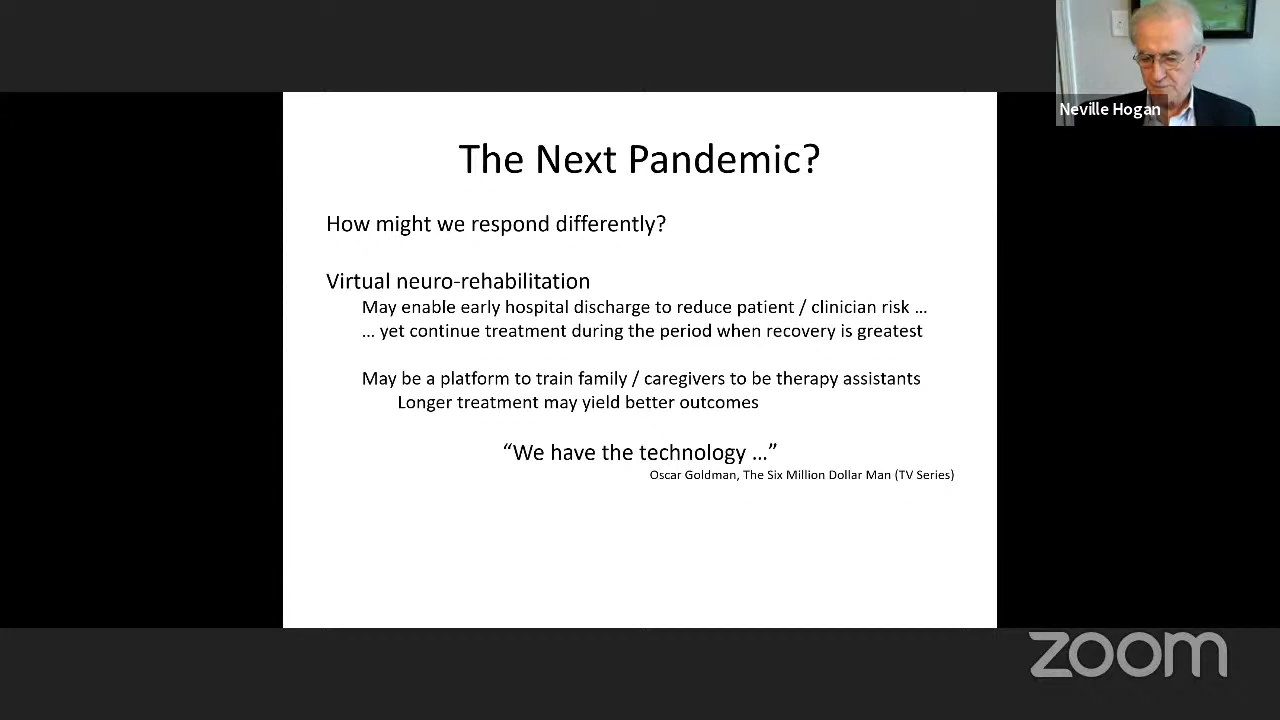 Neville Hogan
The Next Pandemic?
How might we respond differently?
Virtual neuro-rehabilitation
May enable early hospital discharge to reduce patient / clinician risk …
… yet continue treatment during the period when recovery is greatest
May be a platform to train family / caregivers to be therapy assistants
Longer treatment may yield better outcomes
“We have the technology …”
Oscar Goldman, The Six Million Dollar Man (TV Series)
zoom